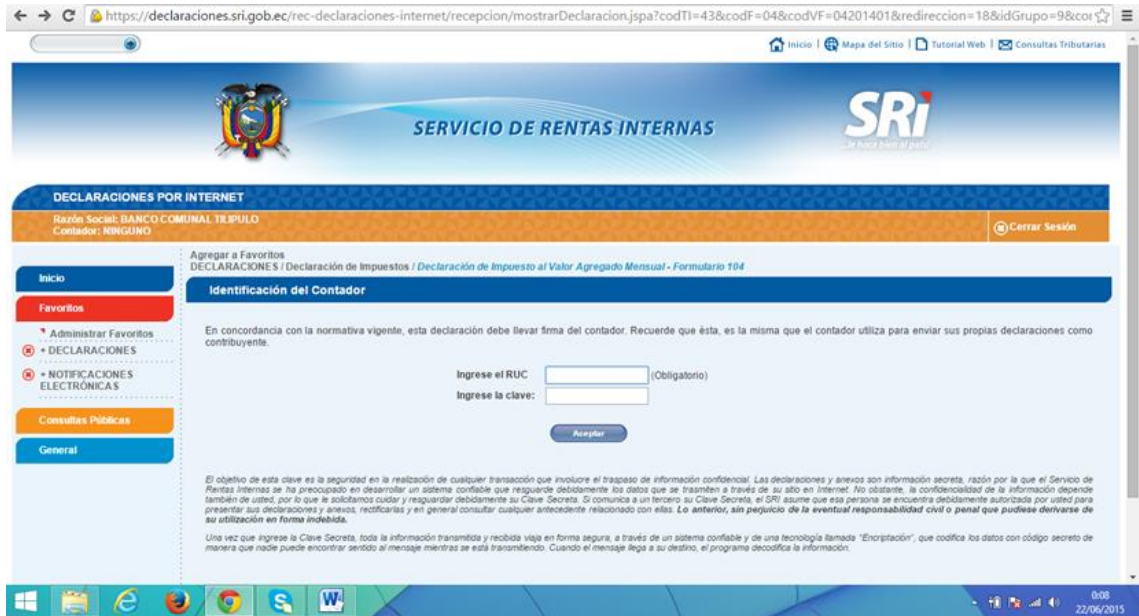 https://declaraciones.sri.gob.ec/rec-declaraciones-internet/recepcion/mostrarDeclaracion.jspa?codTI=43&codF=04&codVF=04201401&redireccion=18&idGrupo=9&cor
Inicio | Mapa del Sitio | Tutorial Web | Consultas Tributarias
SERVICIO DE RENTAS INTERNAS
SRi
...le hace bien al país!
DECLARACIONES POR INTERNET
Razón Social: BANCO COMUNAL TILIPULO
Contador: NINGUNO
Cerrar Sesión
Agregar a Favoritos
DECLARACIONES / Declaración de Impuestos / Declaración de Impuesto al Valor Agregado Mensual - Formulario 104
Inicio
Favoritos
Administrar Favoritos
+ DECLARACIONES
+ NOTIFICACIONES
ELECTRÓNICAS
Consultas Públicas
General
Identificación del Contador
En concordancia con la normativa vigente, esta declaración debe llevar firma del contador. Recuerde que ésta, es la misma que el contador utiliza para enviar sus propias declaraciones como
contribuyente.
Ingrese el RUC (Obligatorio)
Ingrese la clave:
Aceptar
El objetivo de esta clave es la seguridad en la realización de cualquier transacción que involucre el traspaso de información confidencial. Las declaraciones y anexos son información secreta, razón por la que el Servicio de
Rentas Internas se ha preocupado en desarrollar un sistema confiable que resguarde debidamente los datos que se trasmiten a través de su sitio en Internet. No obstante, la confidencialidad de la información depende
también de usted, por lo que le solicitamos cuidar y resguardar debidamente su Clave Secreta. Si comunica a un tercero su Clave Secreta, el SRI asume que esa persona se encuentra debidamente autorizada por usted para
presentar sus declaraciones y anexos, rectificarlas y en general consultar cualquier antecedente relacionado con ellas. Lo anterior, sin perjuicio de la eventual responsabilidad civil o penal que pudiese derivarse de
su utilización en forma indebida.
Una vez que ingrese la Clave Secreta, toda la información transmitida y recibida viaja en forma segura, a través de un sistema confiable y de una tecnología llamada "Encriptación", que codifica los datos con código secreto de
manera que nadie puede encontrar sentido al mensaje mientras se está transmitiendo. Cuando el mensaje llega a su destino, el programa decodifica la información.
0:08
22/06/2015